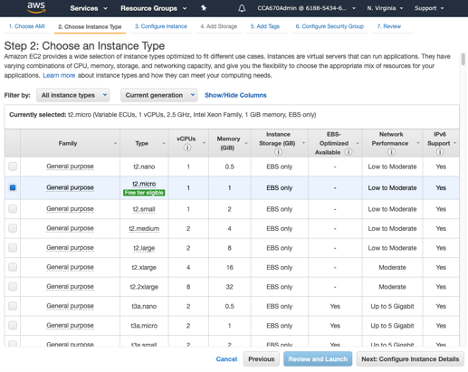 aws Services Resource Groups CCA670Admin @ 6188-5434-6... N. Virginia Support
1. Choose AMI 2. Choose Instance Type 3. Configure Instance 4. Add Storage 5. Add Tags 6. Configure Security Group 7. Review
Step 2: Choose an Instance Type
Amazon EC2 provides a wide selection of instance types optimized to fit different use cases. Instances are virtual servers that can run applications. They have
varying combinations of CPU, memory, storage, and networking capacity, and give you the flexibility to choose the appropriate mix of resources for your
applications. Learn more about instance types and how they can meet your computing needs.
Filter by: All instance types Current generation Show/Hide Columns
Currently selected: t2.micro (Variable ECUs, 1 vCPUs, 2.5 GHz, Intel Xeon Family, 1 GiB memory, EBS only)
Family Type vCPUs Memory (GiB) Instance Storage (GB) EBS-Optimized Available Network Performance IPv6 Support
General purpose t2.nano 1 0.5 EBS only - Low to Moderate Yes
General purpose t2.micro 1 1 EBS only - Low to Moderate Yes
Free tier eligible
General purpose t2.small 1 2 EBS only - Low to Moderate Yes
General purpose t2.medium 2 4 EBS only - Low to Moderate Yes
General purpose t2.large 2 8 EBS only - Low to Moderate Yes
General purpose t2.xlarge 4 16 EBS only - Moderate Yes
General purpose t2.2xlarge 8 32 EBS only - Moderate Yes
General purpose t3a.nano 2 0.5 EBS only Yes Up to 5 Gigabit Yes
General purpose t3a.micro 2 1 EBS only Yes Up to 5 Gigabit Yes
General purpose t3a.small 2 2 EBS only Yes Up to 5 Gigabit Yes
Cancel Previous Review and Launch Next: Configure Instance Details